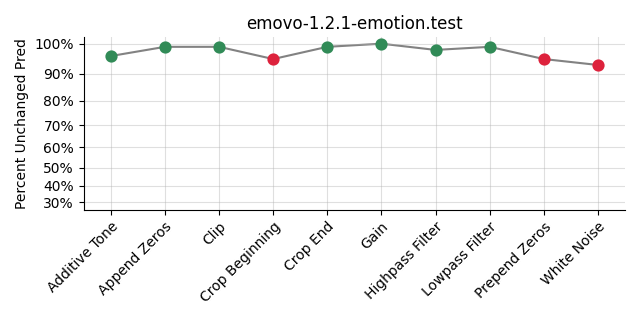 emovo-1.2.1-emotion.test
Percent Unchanged Pred
100%
90%
80%
70%
60%
50%
40%
30%
Additive Tone
Append Zeros
Clip
Crop Beginning
Crop End
Gain
Highpass Filter
Lowpass Filter
Prepend Zeros
White Noise